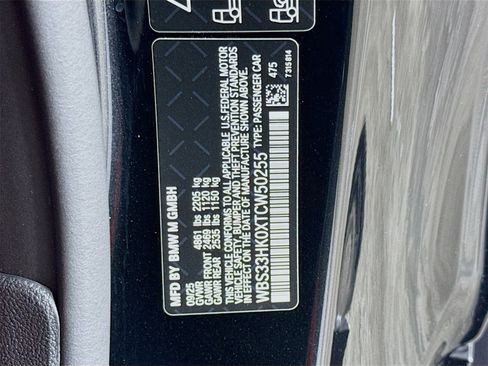 MFD BY BMW M GMBH
09/25
GVWR 4861 lbs 2205 kg
GAWR FRONT 2469 lbs 1120 kg
GAWR REAR 2535 lbs 1150 kg
THIS VEHICLE CONFORMS TO ALL APPLICABLE U.S. FEDERAL MOTOR
VEHICLE SAFETY, BUMPER AND THEFT PREVENTION STANDARDS
IN EFFECT ON THE DATE OF MANUFACTURE SHOWN ABOVE.
WBS33HK0XTCW50255 TYPE: PASSENGER CAR
475
7315814